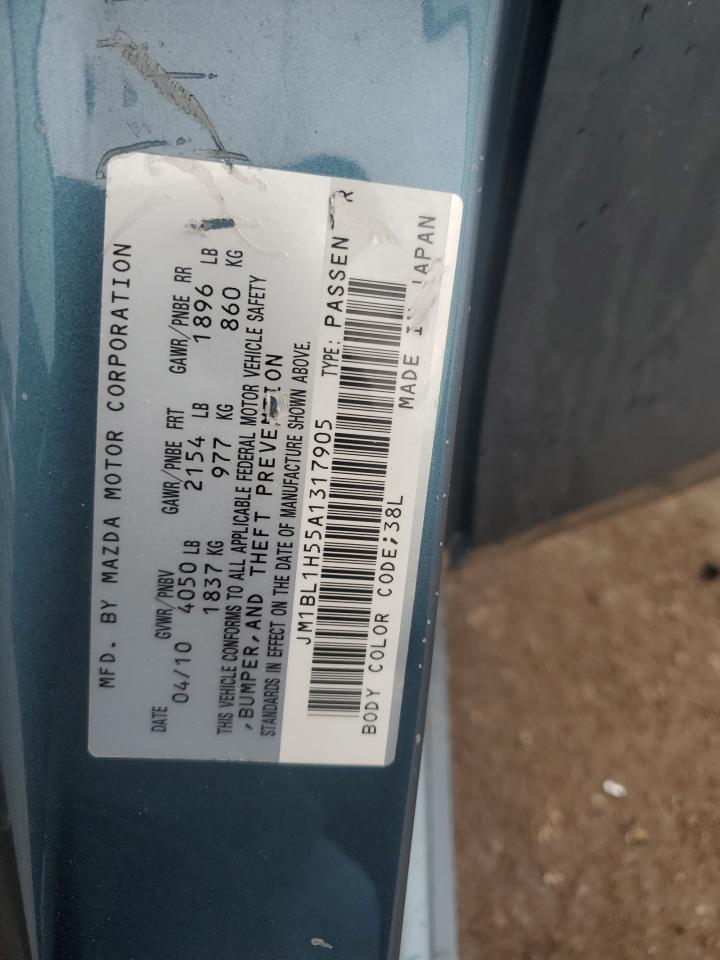 MFD. BY MAZDA MOTOR CORPORATION
DATE GVWR/PNBV GAWR/PNBE FRT GAWR/PNBE RR
04/10 4050 LB 2154 LB 1896 LB
1837 KG 977 KG 860 KG
THIS VEHICLE CONFORMS TO ALL APPLICABLE FEDERAL MOTOR VEHICLE SAFETY
, BUMPER, AND THEFT PREVENTION
STANDARDS IN EFFECT ON THE DATE OF MANUFACTURE SHOWN ABOVE.
JM1BL1H55A1317905 TYPE: PASSEN R
BODY COLOR CODE;38L MADE JAPAN